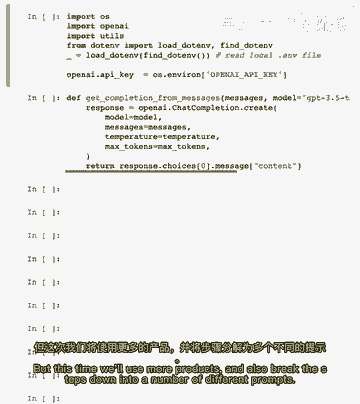 In [ ]: import os
import openai
import utils
from dotenv import load_dotenv, find_dotenv
_ = load_dotenv(find_dotenv()) # read local .env file
openai.api_key = os.environ['OPENAI_API_KEY']
In [ ]: def get_completion_from_messages(messages, model="gpt-3.5-t
response = openai.ChatCompletion.create(
model=model,
messages=messages,
temperature=temperature,
max_tokens=max_tokens,
)
return response.choices[0].message["content"]
In [ ]:
In [ ]:
In [ ]:
In [ ]:
In [ ]:
In [ ]:
In [ ]:
In [ ]:
但这次我们将使用更多的产品，并将步骤分解为多个不同的提示
。
But this time we'll use more products, and also break the s
teps down into a number of different prompts.
In [ ]: